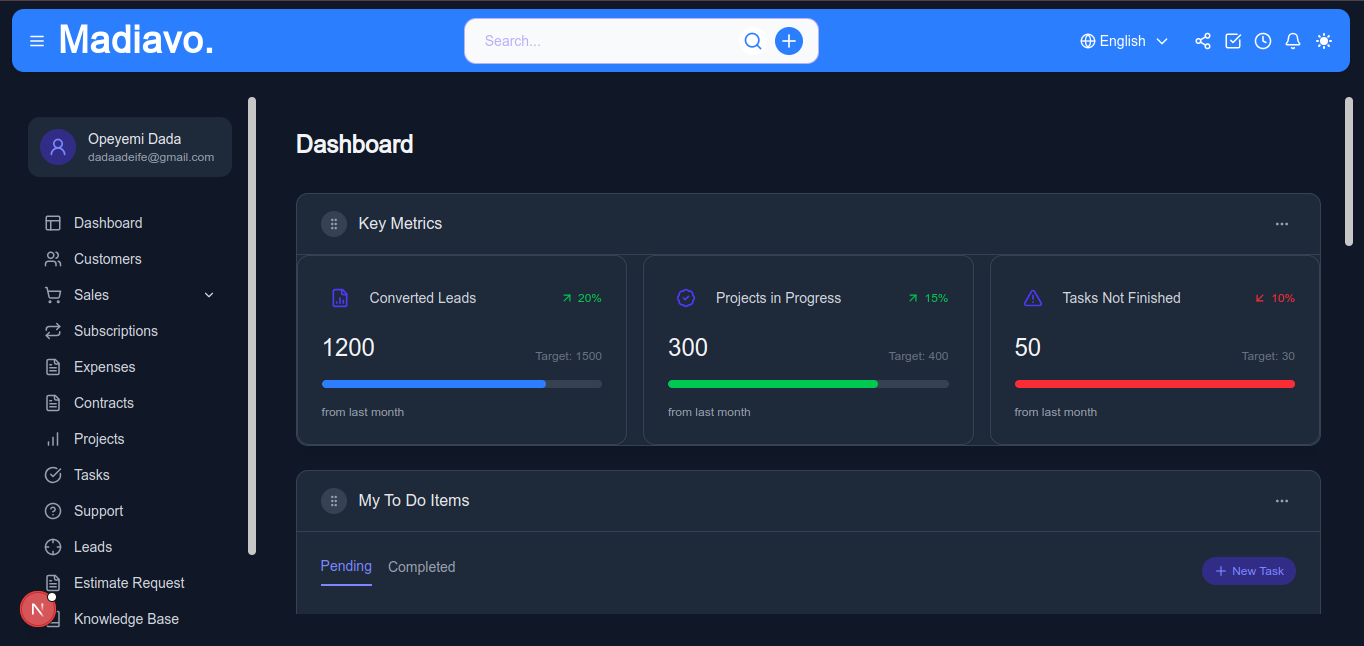 Madiavo.
Search...
English
Opeyemi Dada
dadaadeife@gmail.com
Dashboard
Customers
Sales
Subscriptions
Expenses
Contracts
Projects
Tasks
Support
Leads
Estimate Request
Knowledge Base
N
Dashboard
Key Metrics
Converted Leads 20%
1200 Target: 1500
from last month
Projects in Progress 15%
300 Target: 400
from last month
Tasks Not Finished 10%
50 Target: 30
from last month
My To Do Items
Pending Completed
New Task